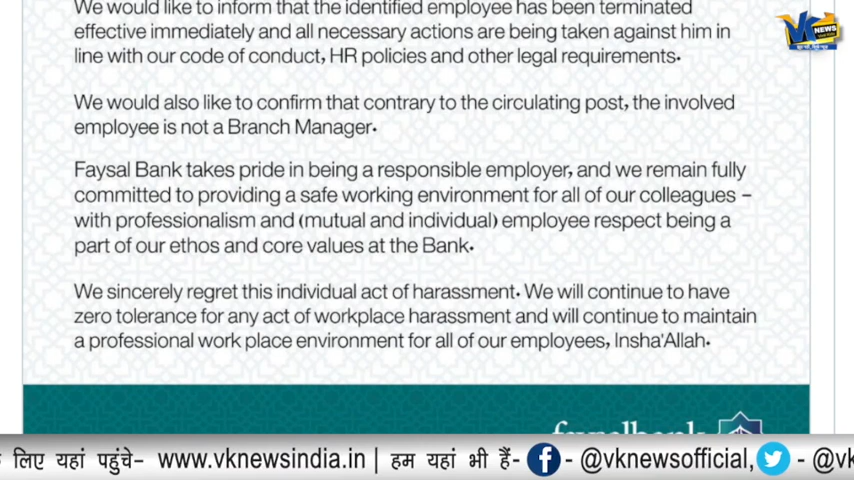 We would like to inform that the identified employee has been terminated
effective immediately and all necessary actions are being taken against him in
line with our code of conduct, HR policies and other legal requirements.
We would also like to confirm that contrary to the circulating post, the involved
employee is not a Branch Manager.
Faysal Bank takes pride in being a responsible employer, and we remain fully
committed to providing a safe working environment for all of our colleagues –
with professionalism and (mutual and individual) employee respect being a
part of our ethos and core values at the Bank.
We sincerely regret this individual act of harassment. We will continue to have
zero tolerance for any act of workplace harassment and will continue to maintain
a professional work place environment for all of our employees, Insha'Allah.
faysalbank
VK NEWS
लिए यहां पहुंचे- www.vknewsindia.in | हम यहां भी हैं- f - @vknewsofficial, - @vk